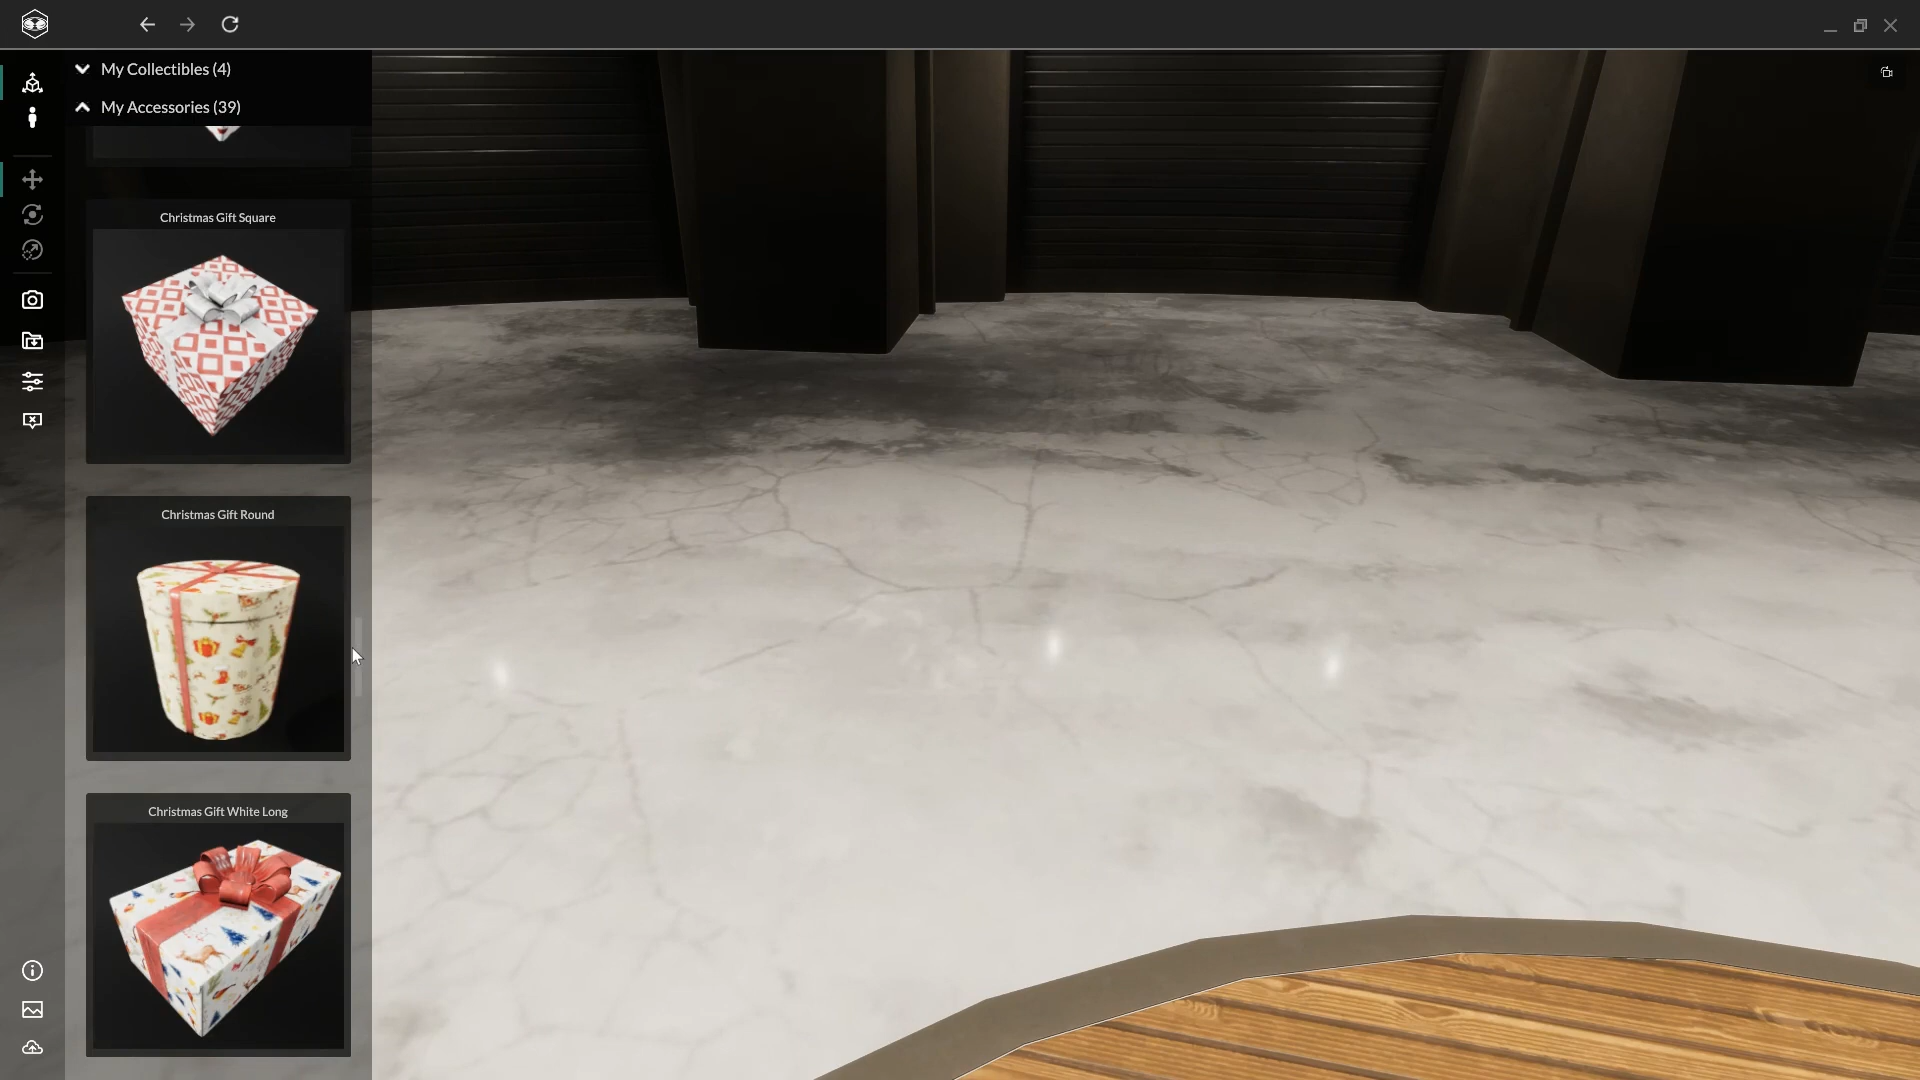 My Collectibles (4)
My Accessories (39)
Christmas Gift Square
Christmas Gift Round
Christmas Gift White Long